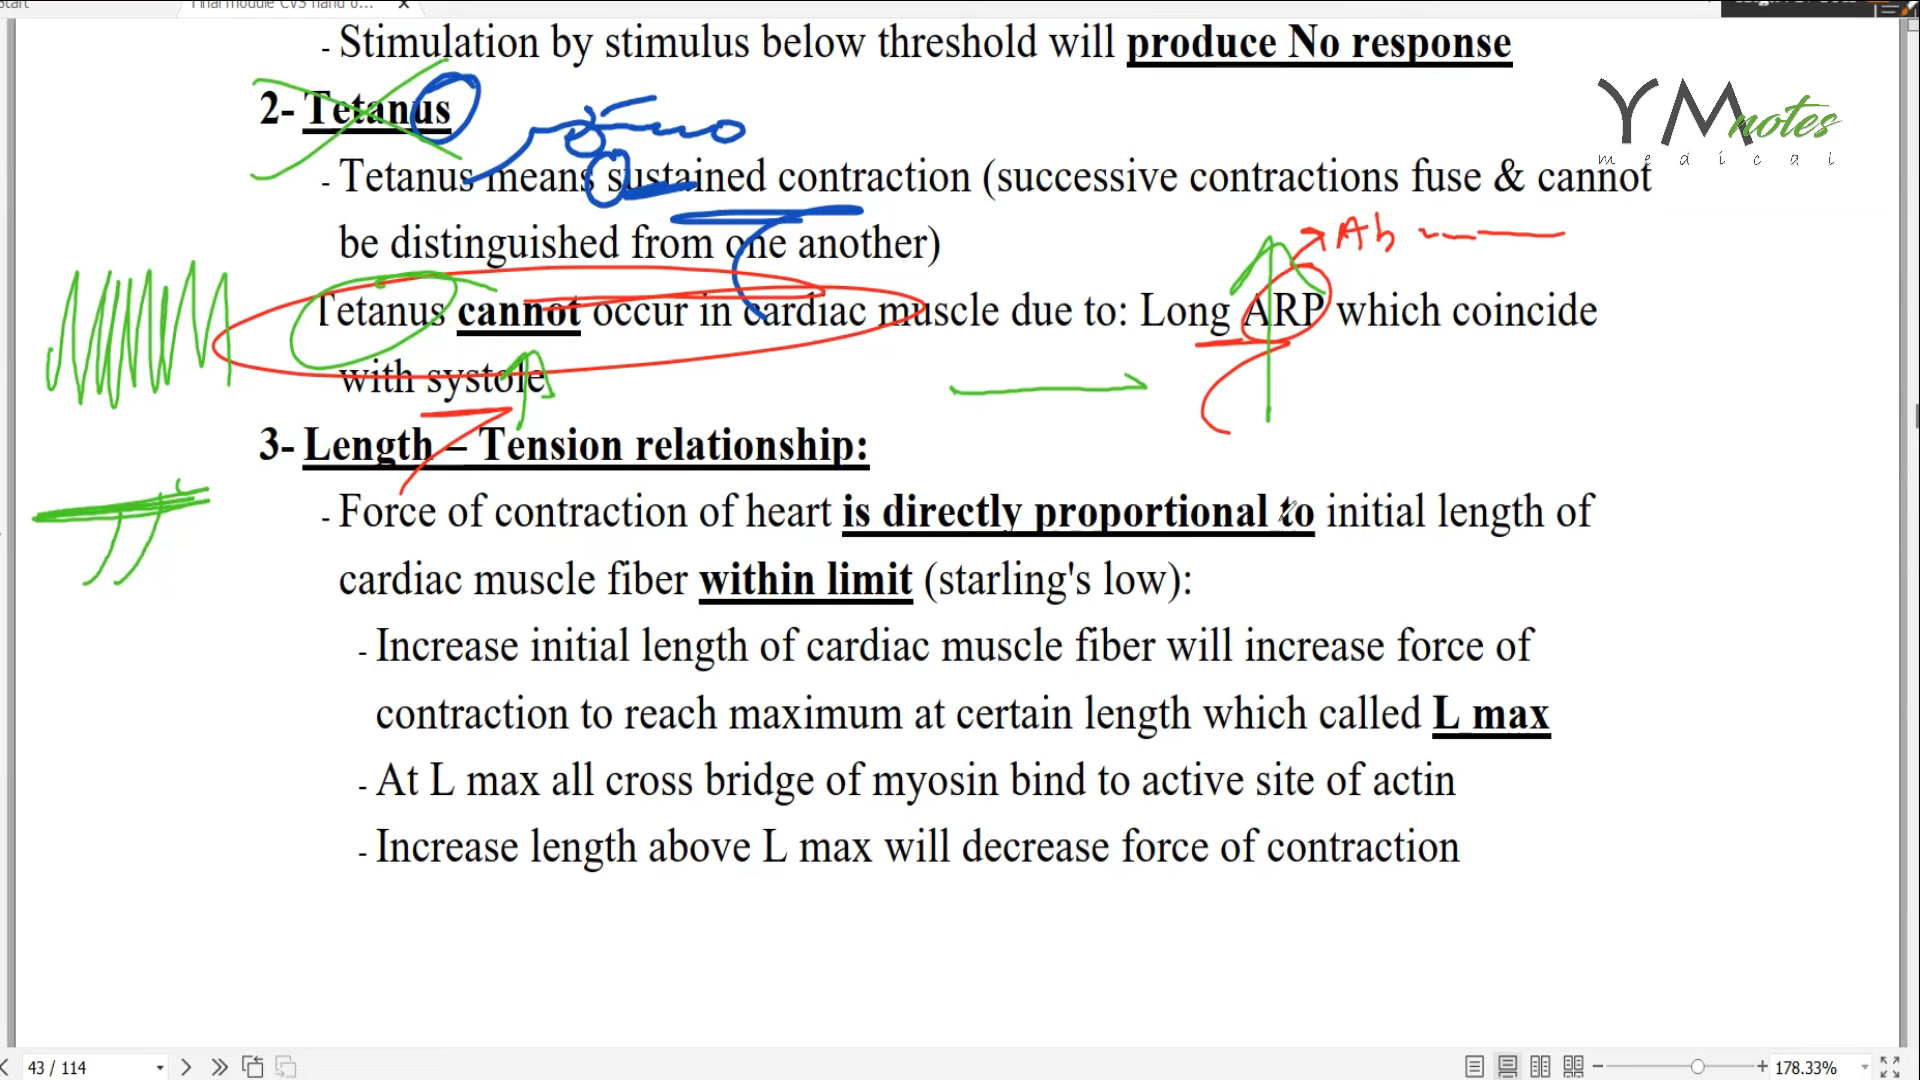 Start
Final module CVS hand o...
- Stimulation by stimulus below threshold will produce No response
YM notes
medical
2- Tetanus
- Tetanus means sustained contraction (successive contractions fuse & cannot
be distinguished from one another)
Ab
Tetanus cannot occur in cardiac muscle due to: Long ARP which coincide
with systole
3- Length – Tension relationship:
- Force of contraction of heart is directly proportional to initial length of
cardiac muscle fiber within limit (starling's low):
- Increase initial length of cardiac muscle fiber will increase force of
contraction to reach maximum at certain length which called L max
- At L max all cross bridge of myosin bind to active site of actin
- Increase length above L max will decrease force of contraction
43 / 114
178.33%